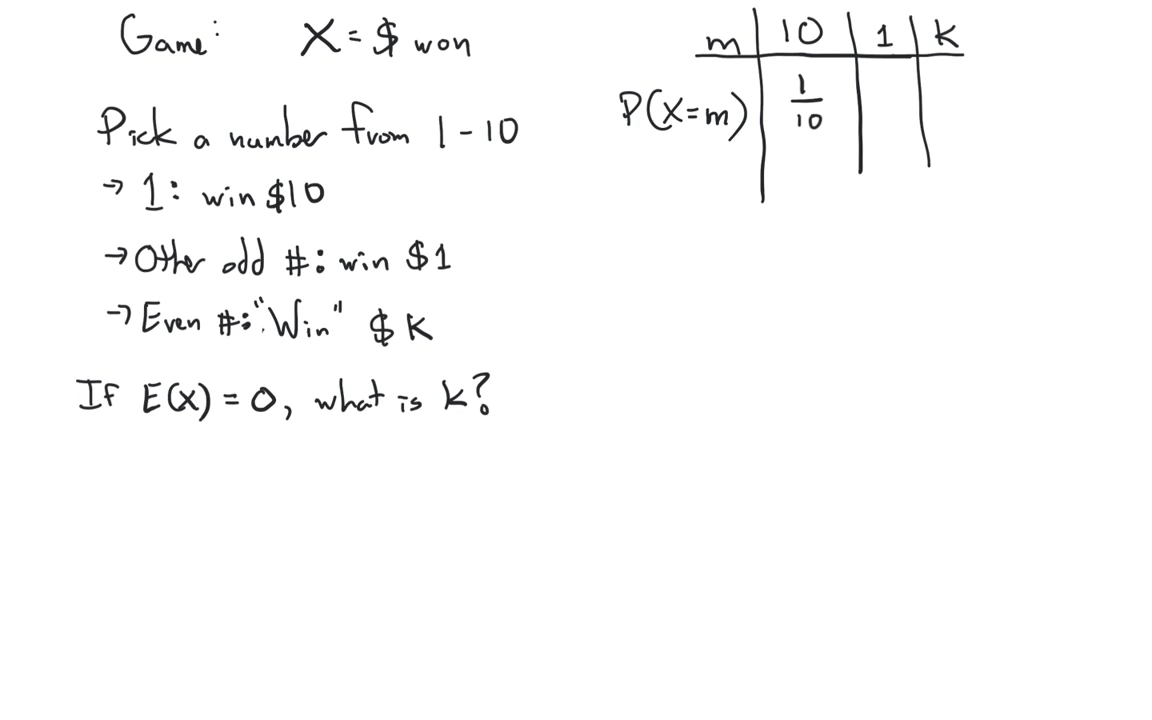 Game: X = $ won
Pick a number from 1 - 10
→ 1: win $10
→ Other odd #: win $1
→ Even #: "Win" $ K
If E(X) = 0, what is k?
m | 10 | 1 | K
P(X=m) | 1/10 | |